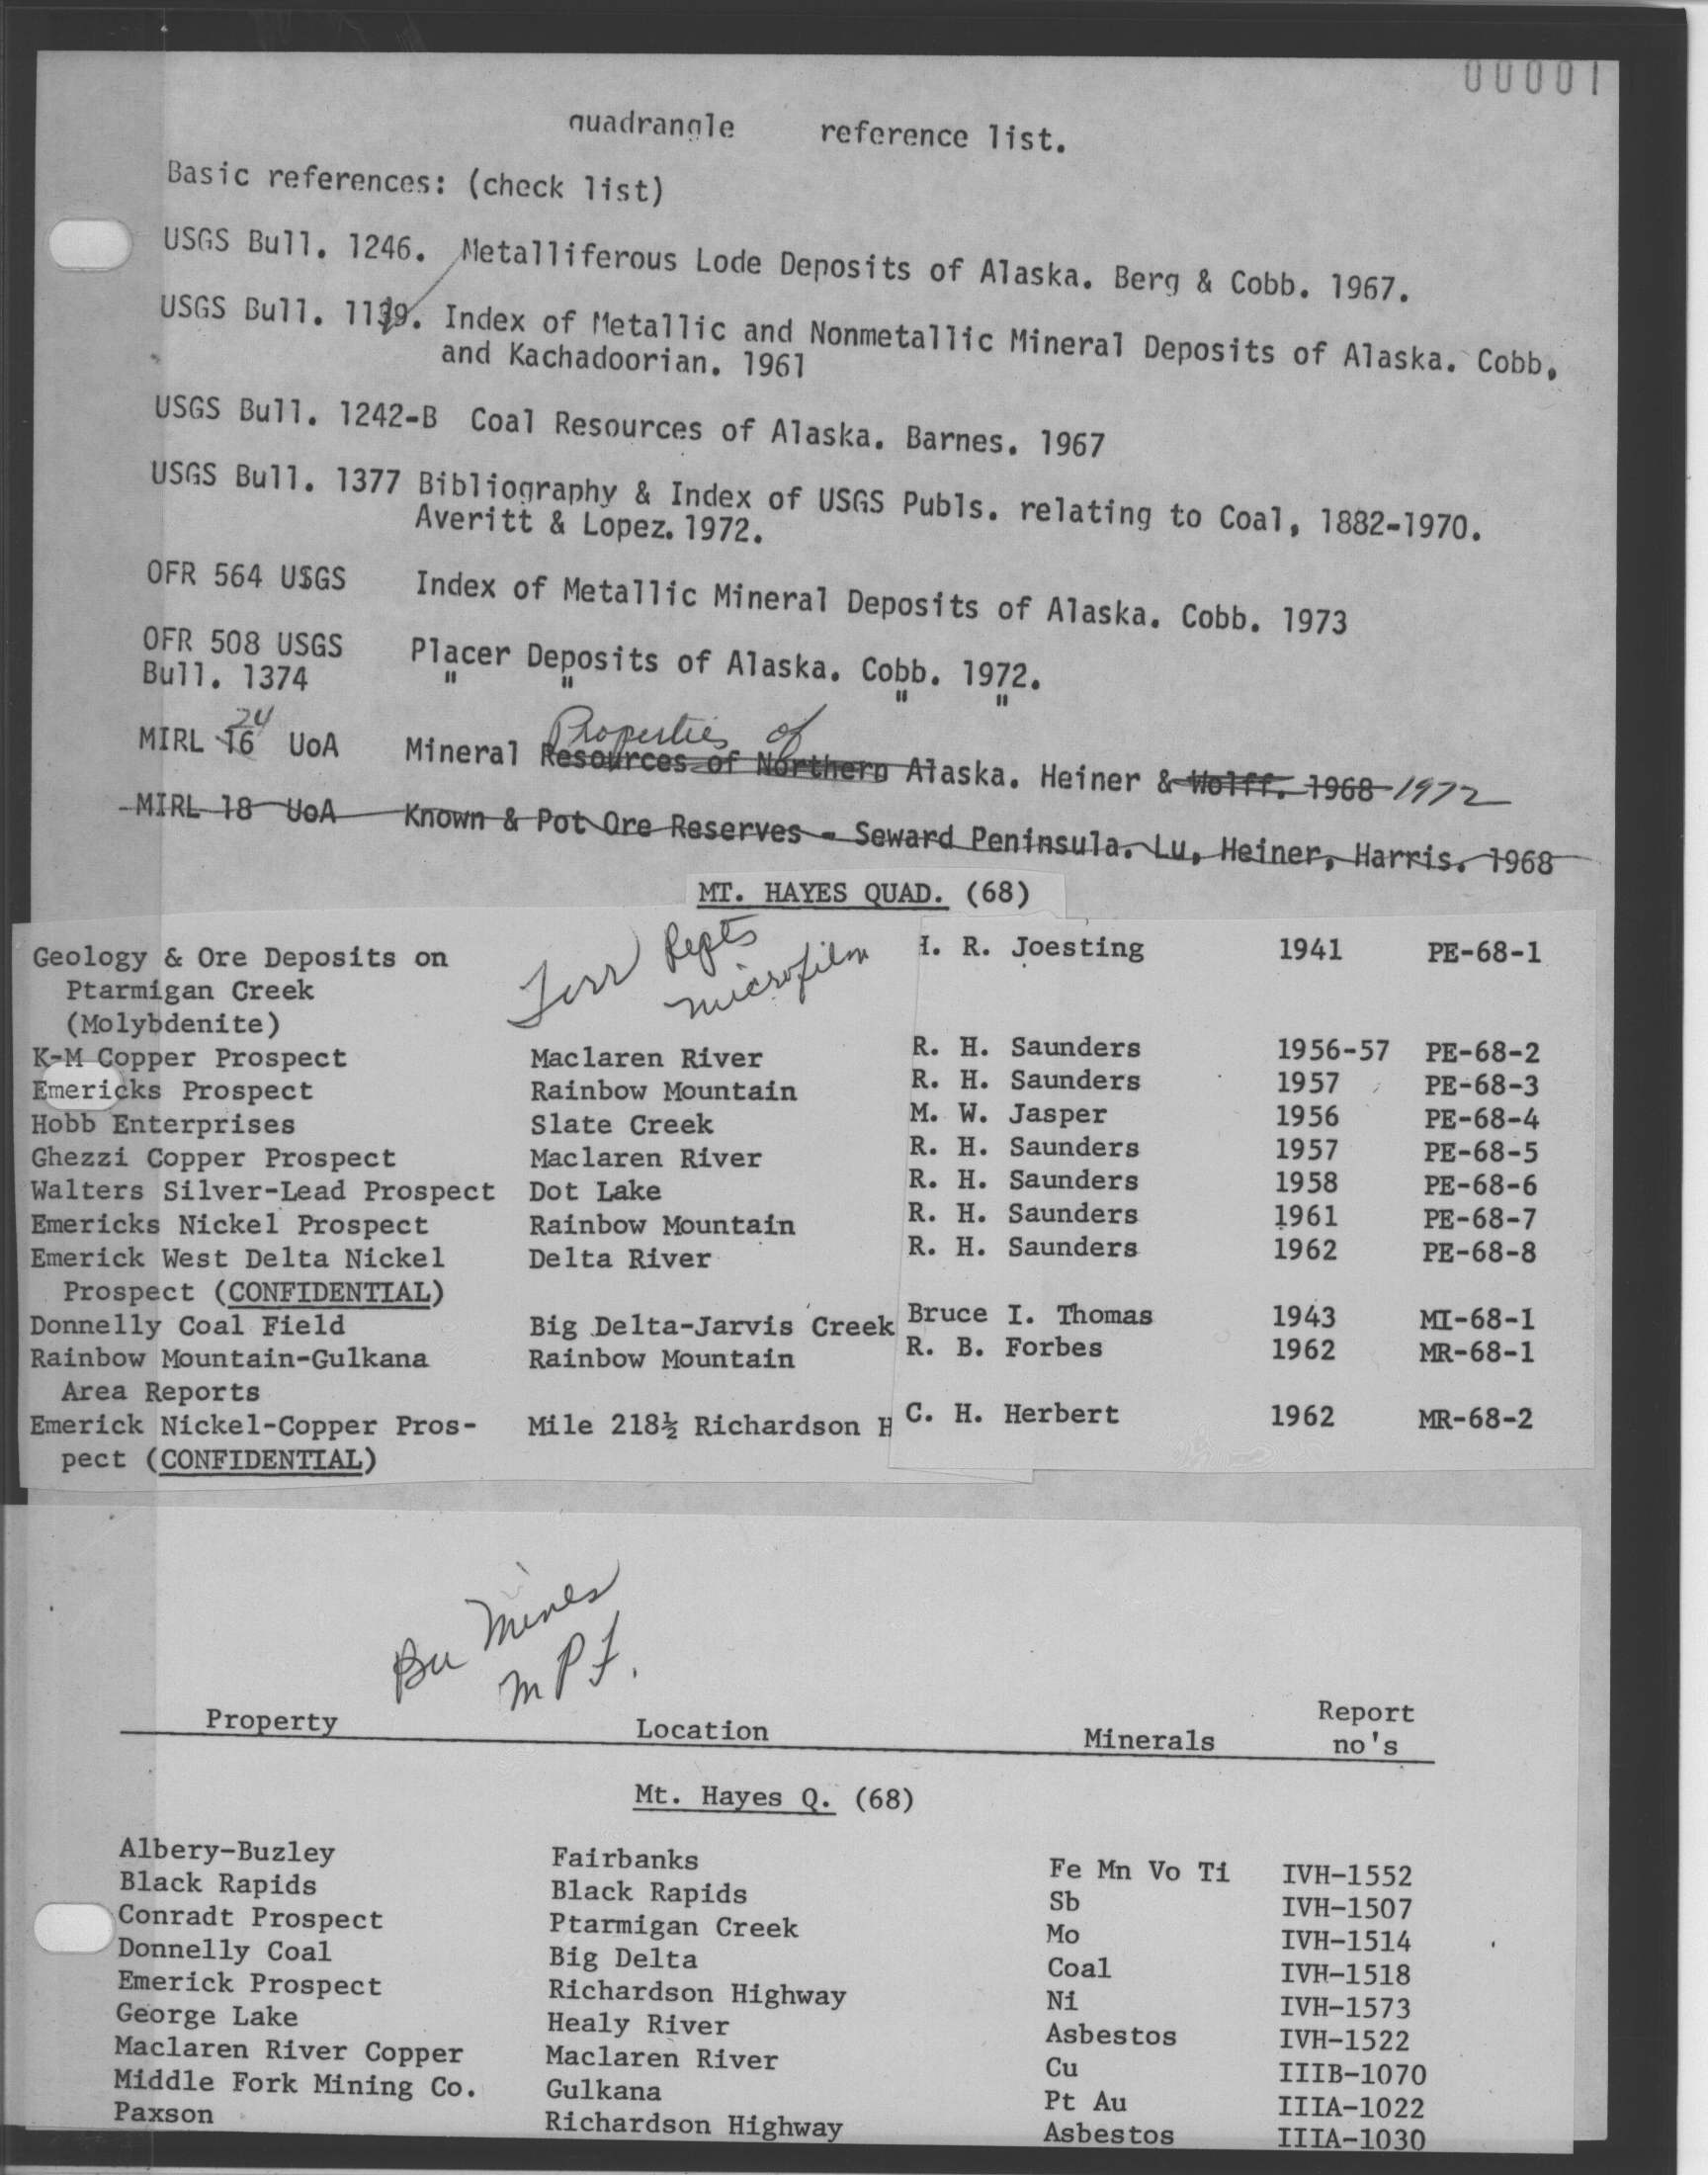 00001
quadrangle reference list.
Basic references: (check list)
USGS Bull. 1246. Metalliferous Lode Deposits of Alaska. Berg & Cobb. 1967.
USGS Bull. 1139. Index of Metallic and Nonmetallic Mineral Deposits of Alaska. Cobb,
and Kachadoorian. 1961
USGS Bull. 1242-B Coal Resources of Alaska. Barnes. 1967
USGS Bull. 1377 Bibliography & Index of USGS Publs. relating to Coal, 1882-1970.
Averitt & Lopez. 1972.
OFR 564 USGS Index of Metallic Mineral Deposits of Alaska. Cobb. 1973
OFR 508 USGS Placer Deposits of Alaska. Cobb. 1972.
Bull. 1374 " " " "
24 Properties of
MIRL 16 UoA Mineral Resources of Northern Alaska. Heiner & Wolff. 1968 1972
MIRL 18 UoA Known & Pot Ore Reserves - Seward Peninsula. Lu, Heiner, Harris. 1968
MT. HAYES QUAD. (68)
Terr Repts
microfilm
Geology & Ore Deposits on H. R. Joesting 1941 PE-68-1
Ptarmigan Creek
(Molybdenite)
K-M Copper Prospect Maclaren River R. H. Saunders 1956-57 PE-68-2
Emericks Prospect Rainbow Mountain R. H. Saunders 1957 PE-68-3
Hobb Enterprises Slate Creek M. W. Jasper 1956 PE-68-4
Ghezzi Copper Prospect Maclaren River R. H. Saunders 1957 PE-68-5
Walters Silver-Lead Prospect Dot Lake R. H. Saunders 1958 PE-68-6
Emericks Nickel Prospect Rainbow Mountain R. H. Saunders 1961 PE-68-7
Emerick West Delta Nickel Delta River R. H. Saunders 1962 PE-68-8
Prospect (CONFIDENTIAL)
Donnelly Coal Field Big Delta-Jarvis Creek Bruce I. Thomas 1943 MI-68-1
Rainbow Mountain-Gulkana Rainbow Mountain R. B. Forbes 1962 MR-68-1
Area Reports
Emerick Nickel-Copper Pros- Mile 218½ Richardson H C. H. Herbert 1962 MR-68-2
pect (CONFIDENTIAL)
Bu Mines
MPF.
Property Location Minerals Report
no's
Mt. Hayes Q. (68)
Albery-Buzley Fairbanks Fe Mn Vo Ti IVH-1552
Black Rapids Black Rapids Sb IVH-1507
Conradt Prospect Ptarmigan Creek Mo IVH-1514
Donnelly Coal Big Delta Coal IVH-1518
Emerick Prospect Richardson Highway Ni IVH-1573
George Lake Healy River Asbestos IVH-1522
Maclaren River Copper Maclaren River Cu IIIB-1070
Middle Fork Mining Co. Gulkana Pt Au IIIA-1022
Paxson Richardson Highway Asbestos IIIA-1030